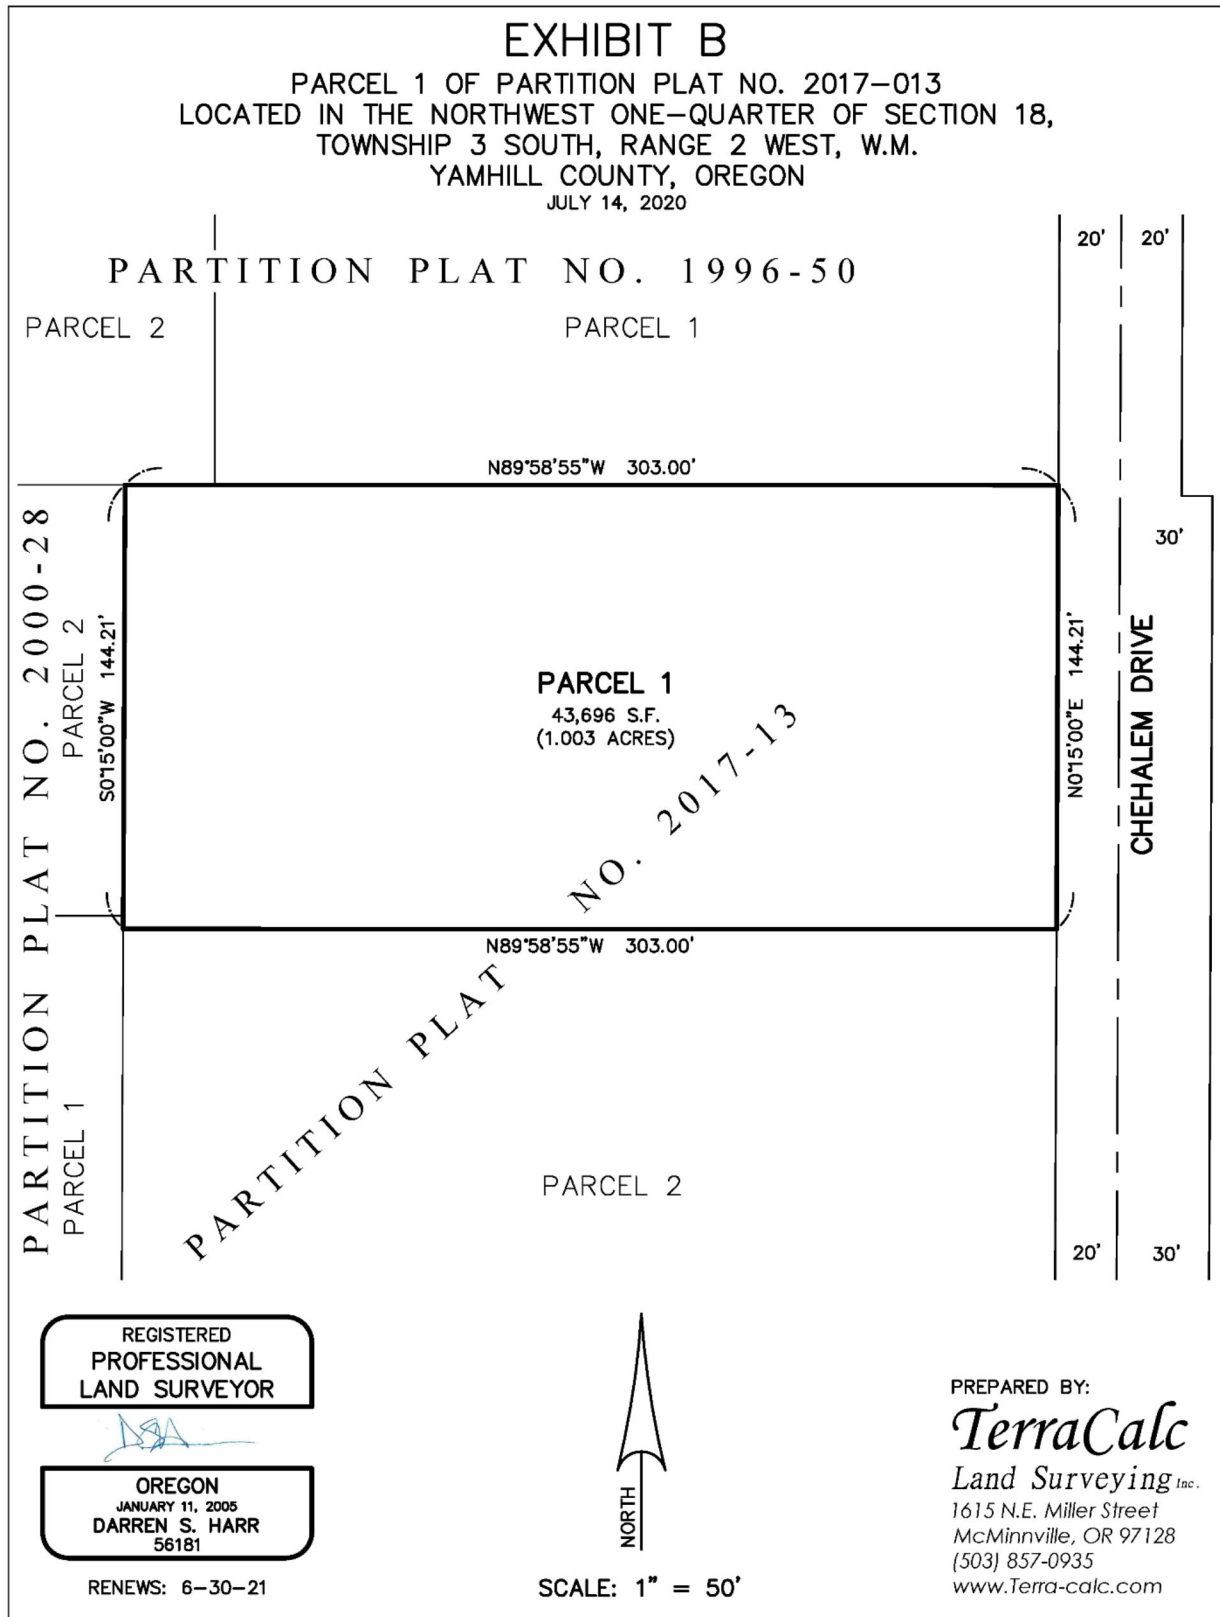 EXHIBIT B
PARCEL 1 OF PARTITION PLAT NO. 2017-013
LOCATED IN THE NORTHWEST ONE-QUARTER OF SECTION 18,
TOWNSHIP 3 SOUTH, RANGE 2 WEST, W.M.
YAMHILL COUNTY, OREGON
JULY 14, 2020
20' 20'
PARTITION PLAT NO. 1996-50
PARCEL 2 PARCEL 1
N89°58'55"W 303.00'
30'
PARTITION PLAT NO. 2000-28
PARCEL 2
S0°15'00"W 144.21'
PARCEL 1
43,696 S.F.
(1.003 ACRES)
N0°15'00"E 144.21'
CHEHALEM DRIVE
PARTITION PLAT NO. 2017-13
N89°58'55"W 303.00'
PARCEL 1
PARCEL 2
20' 30'
REGISTERED
PROFESSIONAL
LAND SURVEYOR
OREGON
JANUARY 11, 2005
DARREN S. HARR
56181
RENEWS: 6-30-21
NORTH
SCALE: 1" = 50'
PREPARED BY:
TerraCalc
Land Surveying Inc.
1615 N.E. Miller Street
McMinnville, OR 97128
(503) 857-0935
www.Terra-calc.com